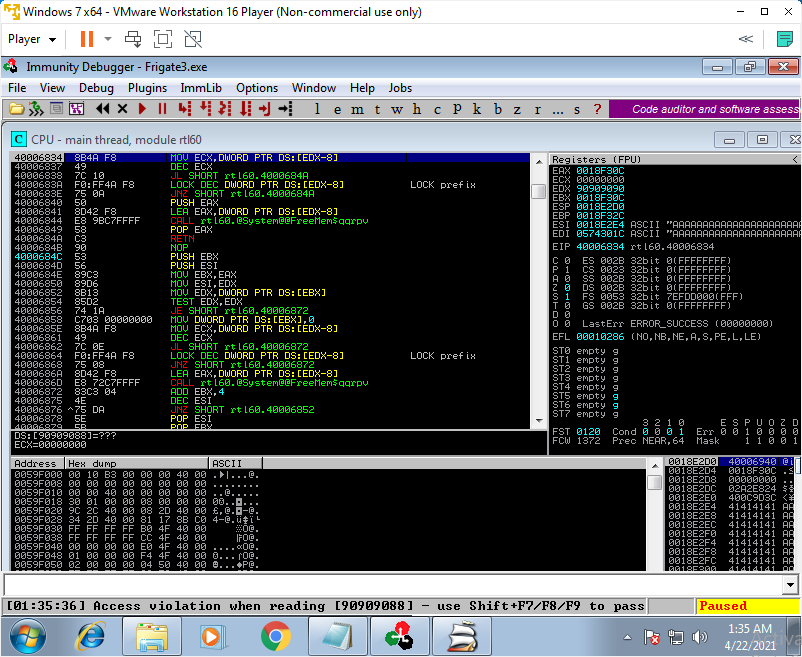 Windows 7 x64 - VMware Workstation 16 Player (Non-commercial use only)
Player
Immunity Debugger - Frigate3.exe
File View Debug Plugins ImmLib Options Window Help Jobs
l e m t w h c P k b z r ... s ?
Code auditor and software assess
C CPU - main thread, module rtl60
40006834 8B4A F8 MOV ECX,DWORD PTR DS:[EDX-8]
40006837 49 DEC ECX
40006838 7C 10 JL SHORT rtl60.4000684A
4000683A F0:FF4A F8 LOCK DEC DWORD PTR DS:[EDX-8] LOCK prefix
4000683E 75 0A JNZ SHORT rtl60.4000684A
40006840 50 PUSH EAX
40006841 8D42 F8 LEA EAX,DWORD PTR DS:[EDX-8]
40006844 E8 9BC7FFFF CALL rtl60.@System@@FreeMem$qqrpv
40006849 58 POP EAX
4000684A C3 RETN
4000684B 90 NOP
4000684C 53 PUSH EBX
4000684D 56 PUSH ESI
4000684E 89C3 MOV EBX,EAX
40006850 89D6 MOV ESI,EDX
40006852 8B13 MOV EDX,DWORD PTR DS:[EBX]
40006854 85D2 TEST EDX,EDX
40006856 74 1A JE SHORT rtl60.40006872
40006858 C703 00000000 MOV DWORD PTR DS:[EBX],0
4000685E 8B4A F8 MOV ECX,DWORD PTR DS:[EDX-8]
40006861 49 DEC ECX
40006862 7C 0E JL SHORT rtl60.40006872
40006864 F0:FF4A F8 LOCK DEC DWORD PTR DS:[EDX-8] LOCK prefix
40006868 75 08 JNZ SHORT rtl60.40006872
4000686A 8D42 F8 LEA EAX,DWORD PTR DS:[EDX-8]
4000686D E8 72C7FFFF CALL rtl60.@System@@FreeMem$qqrpv
40006872 83C3 04 ADD EBX,4
40006875 4E DEC ESI
40006876 ^75 DA JNZ SHORT rtl60.40006852
40006878 5E POP ESI
40006879 5B POP EBX
DS:[90909088]=???
ECX=00000000
Registers (FPU) <
EAX 0018F30C
ECX 00000000
EDX 90909090
EBX 0018F30C
ESP 0018E2D0
EBP 0018F32C
ESI 0018E2E4 ASCII "AAAAAAAAAAAAAAAAAAAA
EDI 0574301C ASCII "AAAAAAAAAAAAAAAAAAAA
EIP 40006834 rtl60.40006834
C 0 ES 002B 32bit 0(FFFFFFFF)
P 1 CS 0023 32bit 0(FFFFFFFF)
A 0 SS 002B 32bit 0(FFFFFFFF)
Z 0 DS 002B 32bit 0(FFFFFFFF)
S 1 FS 0053 32bit 7EFDD000(FFF)
T 0 GS 002B 32bit 0(FFFFFFFF)
D 0
O 0 LastErr ERROR_SUCCESS (00000000)
EFL 00010286 (NO,NB,NE,A,S,PE,L,LE)
ST0 empty g
ST1 empty g
ST2 empty g
ST3 empty g
ST4 empty g
ST5 empty g
ST6 empty g
ST7 empty g
3 2 1 0 E S P U O Z D
FST 0120 Cond 0 0 0 1 Err 0 0 1 0 0 0 0
FCW 1372 Prec NEAR,64 Mask 1 1 0 0 1
Address Hex dump ASCII
0059F000 00 10 B3 00 00 00 40 00
0059F008 00 00 00 00 00 00 00 00
0059F010 00 00 40 00 00 00 00 00
0059F018 30 01 00 00 08 00 00 00
0059F020 9C 2C 40 00 08 2D 40 00
0059F028 34 2D 40 00 81 17 8B C0
0059F030 FF FF FF FF B0 4F 40 00
0059F038 FF FF FF FF CC 4F 40 00
0059F040 00 00 00 00 E0 4F 40 00
0059F048 01 00 00 00 F4 4F 40 00
0059F050 02 00 00 00 04 50 40 00
0018E2D0 40006940
0018E2D4 0018F30C
0018E2D8 00000000
0018E2DC 02A2E824
0018E2E0 400C9D3C
0018E2E4 41414141 AA
0018E2E8 41414141 AA
0018E2EC 41414141 AA
0018E2F0 41414141 AA
0018E2F4 41414141 AA
0018E2F8 41414141 AA
0018E2FC 41414141 AA
0018E300 41414141 AA
[01:35:36] Access violation when reading [90909088] - use Shift+F7/F8/F9 to pass
Paused
1:35 AM
4/22/2021